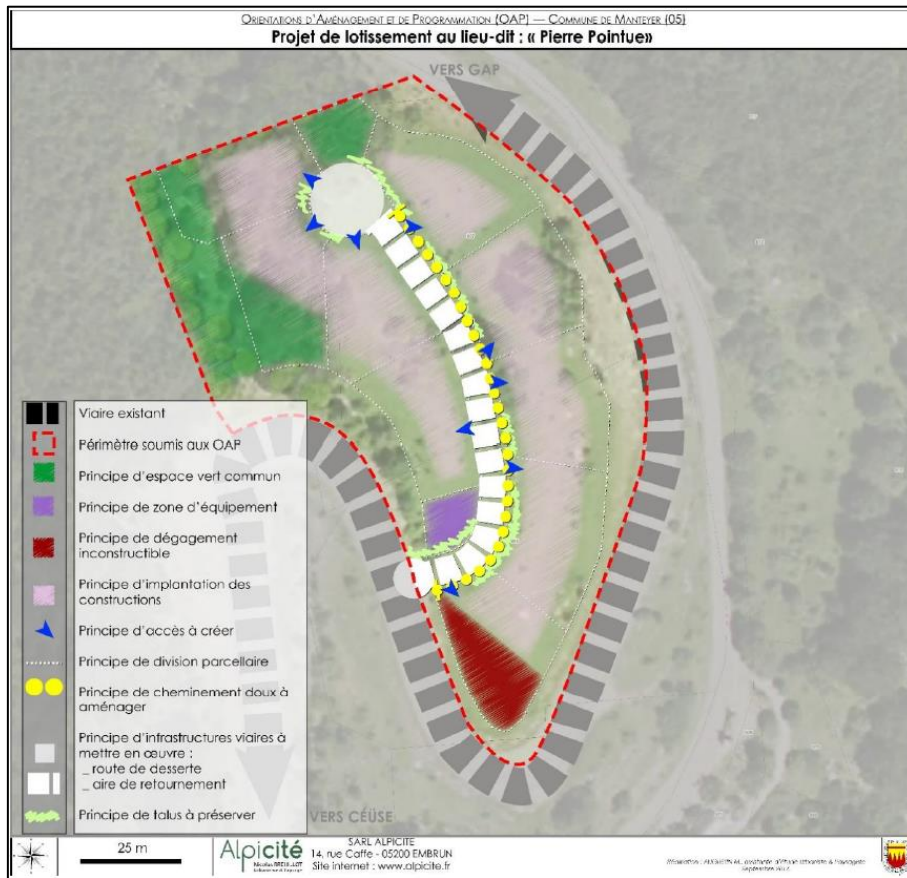 ORIENTATIONS D'AMÉNAGEMENT ET DE PROGRAMMATION (OAP) — COMMUNE DE MANTEYER (05)
Projet de lotissement au lieu-dit : « Pierre Pointue»
VERS GAP
Viaire existant
Périmètre soumis aux OAP
Principe d'espace vert commun
Principe de zone d'équipement
Principe de dégagement
inconstructible
Principe d'implantation des
constructions
Principe d'accès à créer
Principe de division parcellaire
Principe de cheminement doux à
aménager
Principe d'infrastructures viaires à
mettre en œuvre :
_ route de desserte
_ aire de retournement
Principe de talus à préserver
VERS CÉÜSE
25 m
Alpicité
SARL ALPICITE
14, rue Caffe - 05200 EMBRUN
Site internet : www.alpicite.fr